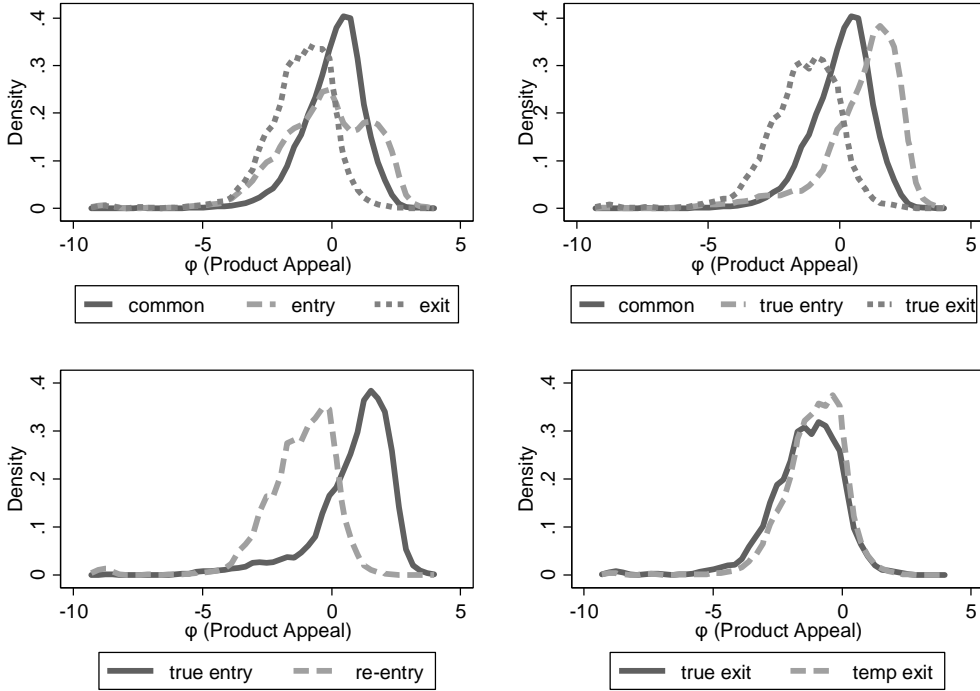 .4
.3
Density
.2
.1
0
-10 -5 0 5
φ (Product Appeal)
common entry exit
.4
.3
Density
.2
.1
0
-10 -5 0 5
φ (Product Appeal)
common true entry true exit
.4
.3
Density
.2
.1
0
-10 -5 0 5
φ (Product Appeal)
true entry re-entry
.4
.3
Density
.2
.1
0
-10 -5 0 5
φ (Product Appeal)
true exit temp exit